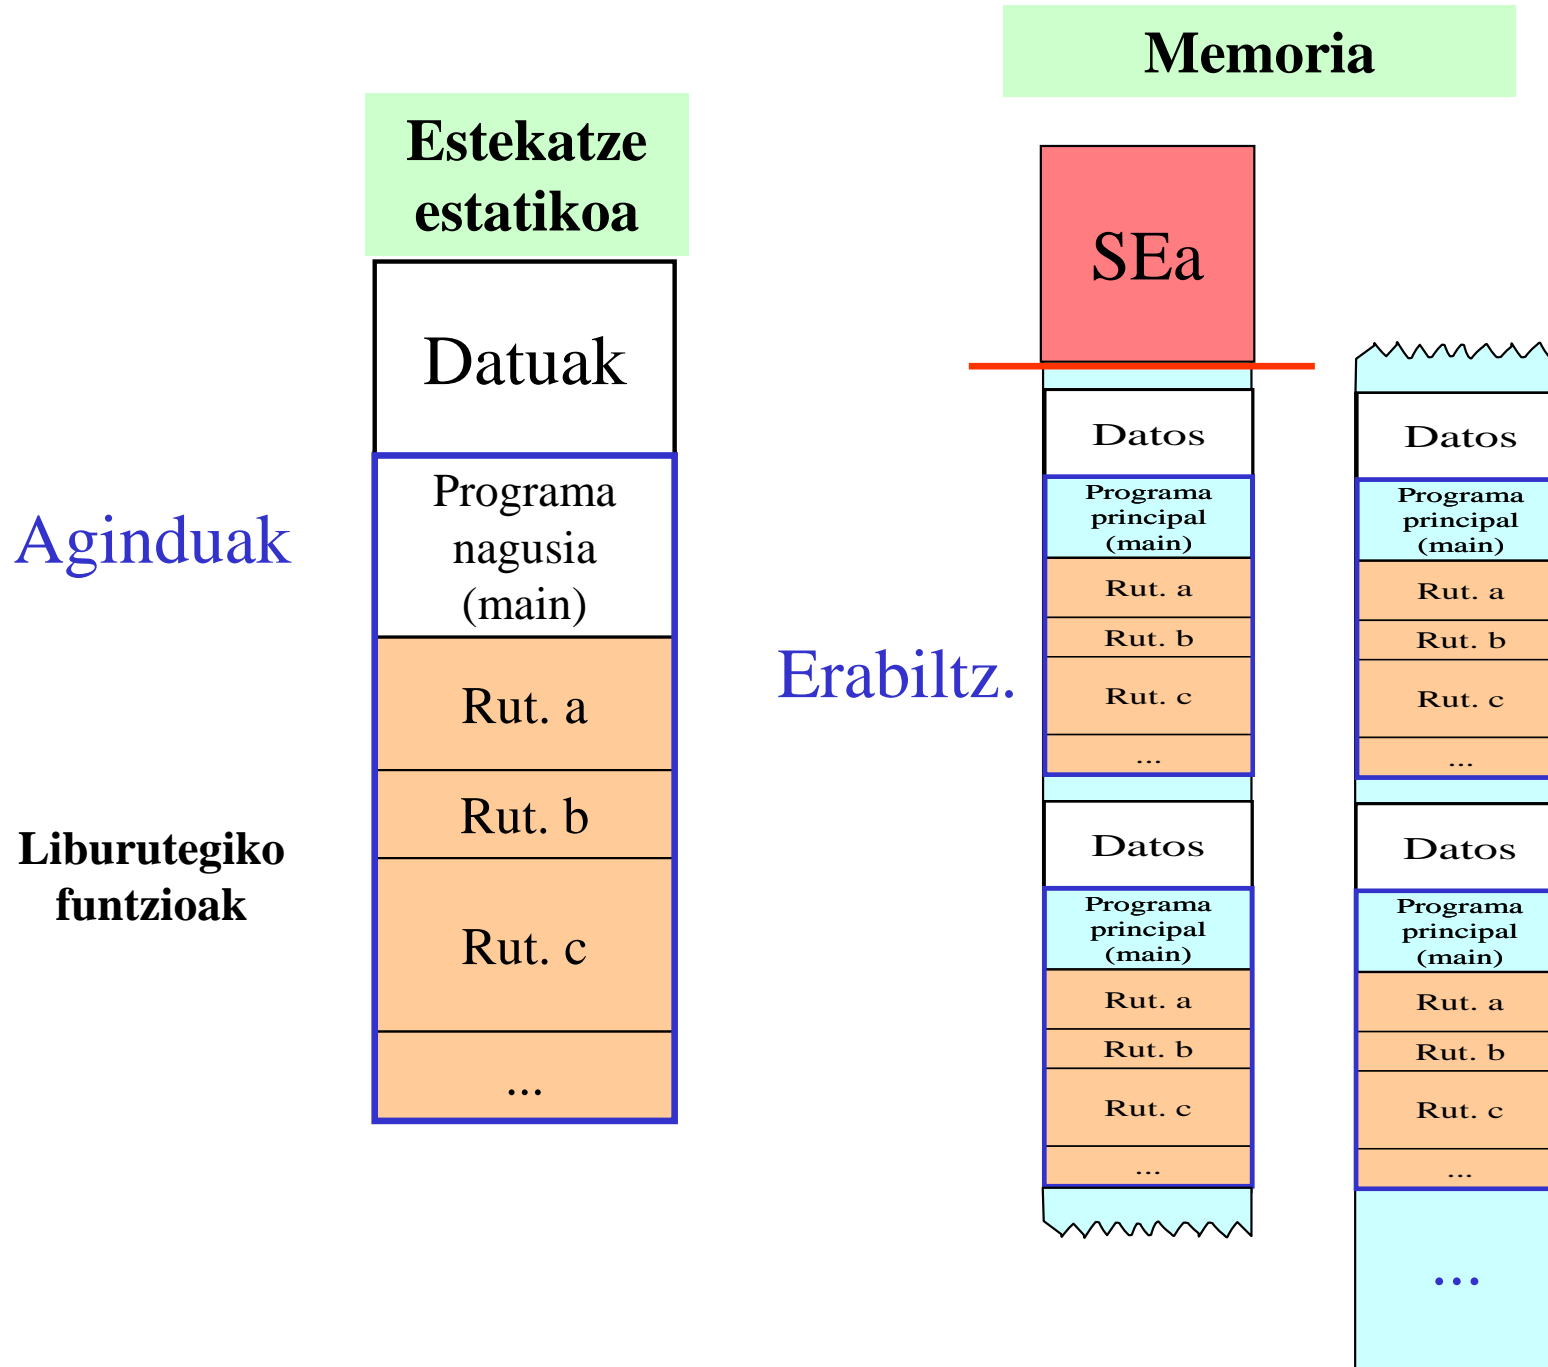 Memoria
Estekatze
estatikoa
Datuak
Aginduak
Programa
nagusia
(main)
Rut. a
Rut. b
Liburutegiko
funtzioak
Rut. c
...
SEa
Erabiltz.
Datos
Programa
principal
(main)
Rut. a
Rut. b
Rut. c
...
Datos
Programa
principal
(main)
Rut. a
Rut. b
Rut. c
...
Datos
Programa
principal
(main)
Rut. a
Rut. b
Rut. c
...
Datos
Programa
principal
(main)
Rut. a
Rut. b
Rut. c
...
...